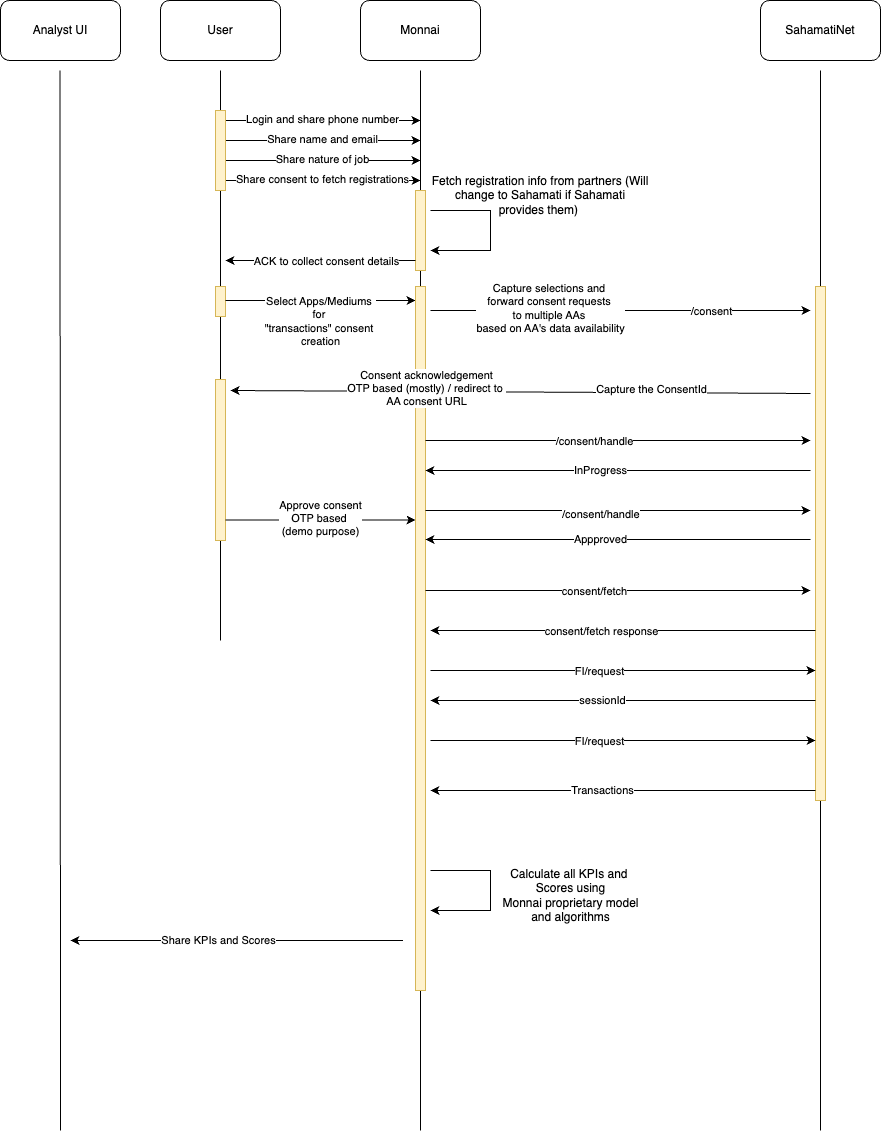 Analyst UI
User
Monnai
SahamatiNet
Login and share phone number
Share name and email
Share nature of job
Share consent to fetch registrations
Fetch registration info from partners (Will
change to Sahamati if Sahamati
provides them)
ACK to collect consent details
Select Apps/Mediums
for
"transactions" consent
creation
Capture selections and
forward consent requests
to multiple AAs
based on AA's data availability
/consent
Consent acknowledgement
OTP based (mostly) / redirect to
AA consent URL
Capture the ConsentId
/consent/handle
InProgress
Approve consent
OTP based
(demo purpose)
/consent/handle
Appproved
consent/fetch
consent/fetch response
FI/request
sessionId
FI/request
Transactions
Calculate all KPIs and
Scores using
Monnai proprietary model
and algorithms
Share KPIs and Scores